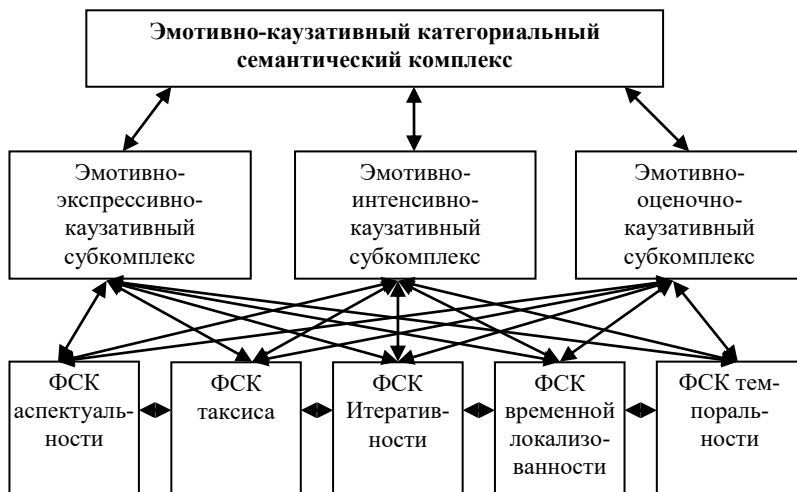 Эмотивно-каузативный категориальный
семантический комплекс
Эмотивно-
экспрессивно-
каузативный
субкомплекс
Эмотивно-
интенсивно-
каузативный
субкомплекс
Эмотивно-
оценочно-
каузативный
субкомплекс
ФСК
аспектуаль-
ности
ФСК
таксиса
ФСК
Итератив-
ности
ФСК
временной
локализо-
ванности
ФСК тем-
пораль-
ности